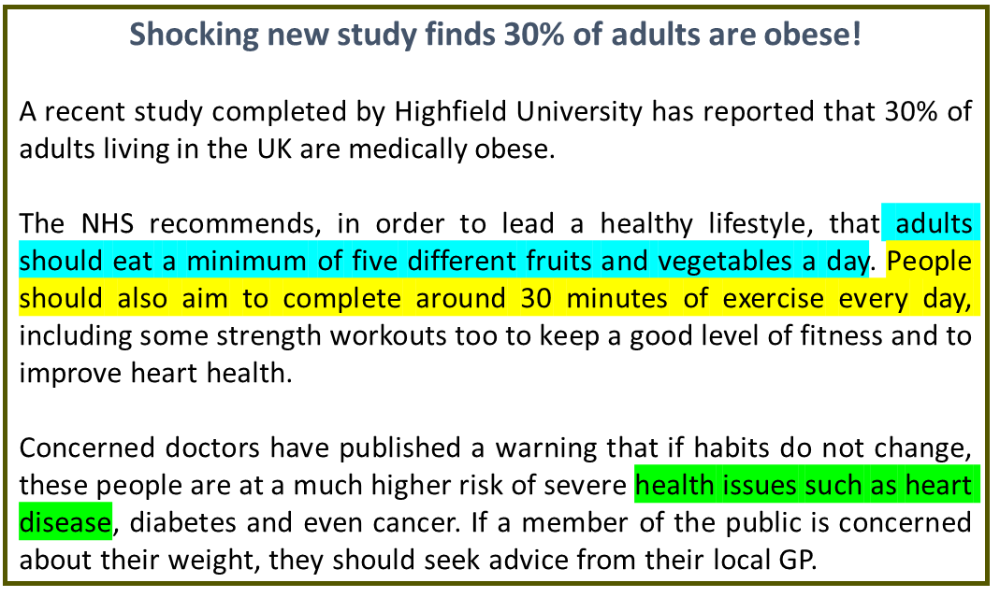 Shocking new study finds 30% of adults are obese!
A recent study completed by Highfield University has reported that 30% of
adults living in the UK are medically obese.
The NHS recommends, in order to lead a healthy lifestyle, that adults
should eat a minimum of five different fruits and vegetables a day. People
should also aim to complete around 30 minutes of exercise every day,
including some strength workouts too to keep a good level of fitness and to
improve heart health.
Concerned doctors have published a warning that if habits do not change,
these people are at a much higher risk of severe health issues such as heart
disease, diabetes and even cancer. If a member of the public is concerned
about their weight, they should seek advice from their local GP.